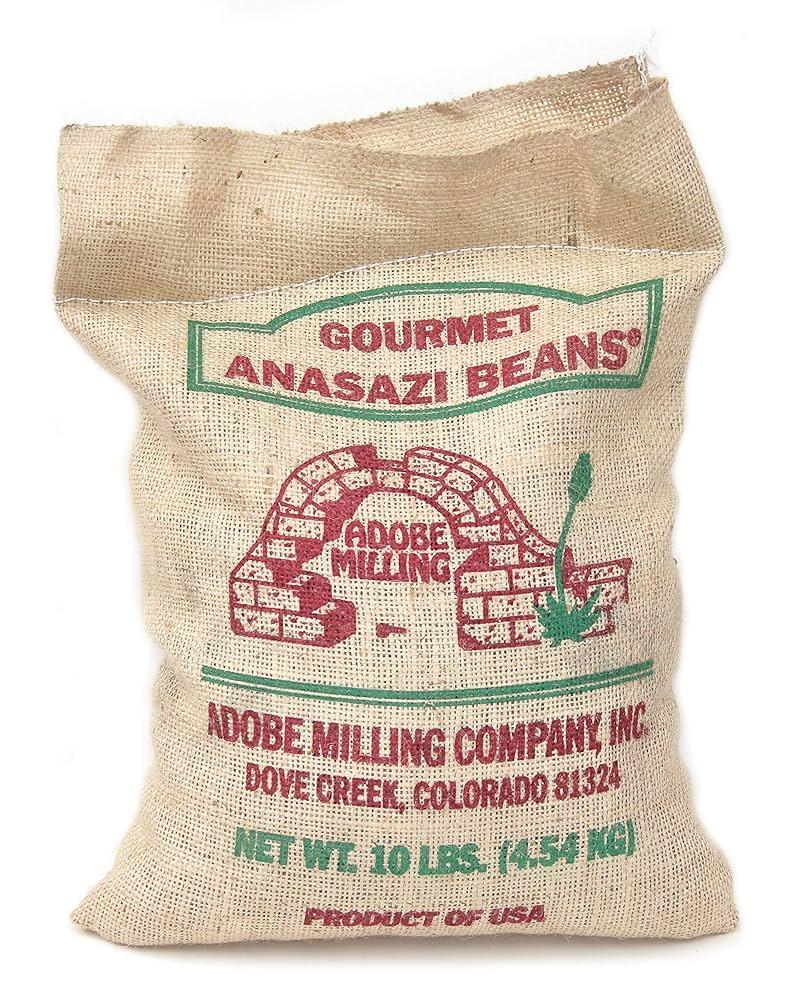 GOURMET
ANASAZI BEANS®
ADOBE
MILLING
ADOBE MILLING COMPANY, INC.
DOVE CREEK, COLORADO 81324
NET WT. 10 LBS. (4.54 KG)
PRODUCT OF USA